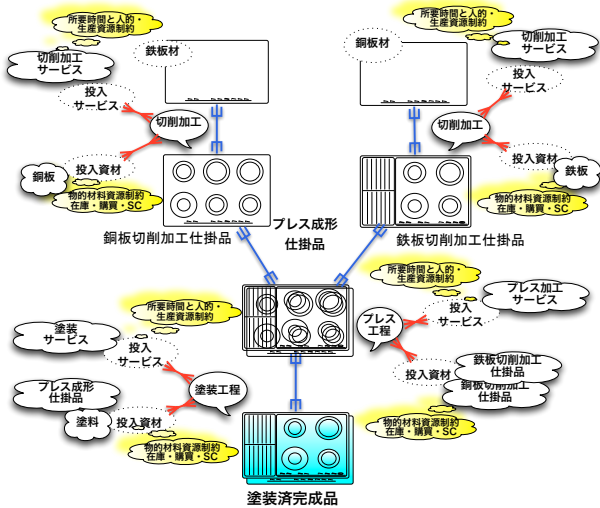 所要時間と人的・
生産資源制約
切削加工
サービス
鉄板材
投入
サービス
切削加工
銅板
投入資材
物的材料資源制約
在庫・購買・SC
銅板切削加工仕掛品
所要時間と人的・
生産資源制約
銅板材
切削加工
サービス
投入
サービス
切削加工
投入資材
鉄板
物的材料資源制約
在庫・購買・SC
鉄板切削加工仕掛品
プレス成形
仕掛品
所要時間と人的・
生産資源制約
塗装
サービス
投入
サービス
塗装工程
プレス成形
仕掛品
塗料
投入資材
物的材料資源制約
在庫・購買・SC
所要時間と人的・
生産資源制約
プレス加工
サービス
投入
サービス
プレス
工程
投入資材
鉄板切削加工
仕掛品
銅板切削加工
仕掛品
物的材料資源制約
在庫・購買・SC
塗装済完成品